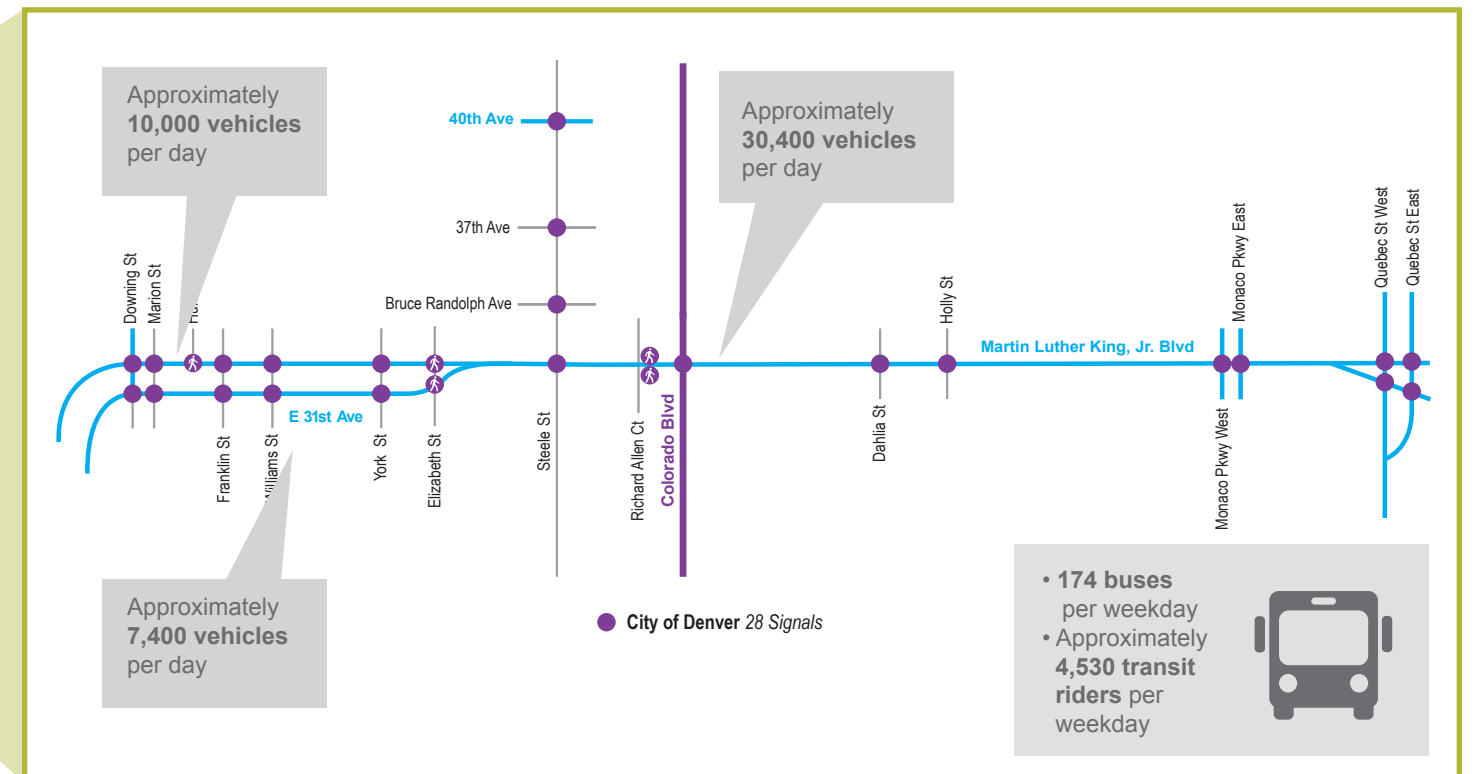 Approximately
10,000 vehicles
per day
40th Ave
Approximately
30,400 vehicles
per day
37th Ave
Bruce Randolph Ave
Downing St
Marion St
Holly St
Monaco Pkwy East
Quebec St West
Quebec St East
Martin Luther King, Jr. Blvd
E 31st Ave
Franklin St
Williams St
York St
Elizabeth St
Steele St
Richard Allen Ct
Colorado Blvd
Dahlia St
Monaco Pkwy West
Approximately
7,400 vehicles
per day
City of Denver 28 Signals
• 174 buses
per weekday
• Approximately
4,530 transit
riders per
weekday